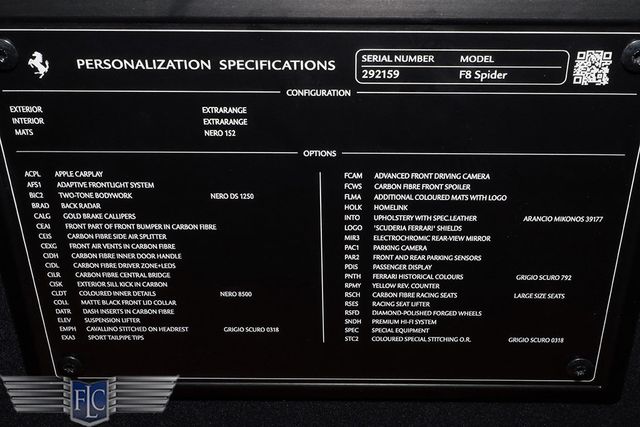 PERSONALIZATION SPECIFICATIONS
SERIAL NUMBER MODEL
292159 F8 Spider
CONFIGURATION
EXTERIOR EXTRARANGE
INTERIOR EXTRARANGE
MATS NERO 152
OPTIONS
ACPL APPLE CARPLAY
AFS1 ADAPTIVE FRONTLIGHT SYSTEM
BIC2 TWO-TONE BODYWORK NERO DS 1250
BRAD BACK RADAR
CALG GOLD BRAKE CALLIPERS
CEAI FRONT PART OF FRONT BUMPER IN CARBON FIBRE
CEIS CARBON FIBRE SIDE AIR SPLITTER
CEXG FRONT AIR VENTS IN CARBON FIBRE
CIDH CARBON FIBRE INNER DOOR HANDLE
CIDL CARBON FIBRE DRIVER ZONE+LEDS
CILR CARBON FIBRE CENTRAL BRIDGE
CISK EXTERIOR SILL KICK IN CARBON
CLDT COLOURED INNER DETAILS NERO 8500
COLL MATTE BLACK FRONT LID COLLAR
DATR DASH INSERTS IN CARBON FIBRE
ELEV SUSPENSION LIFTER
EMPH CAVALLINO STITCHED ON HEADREST GRIGIO SCURO 0318
EXA3 SPORT TAILPIPE TIPS
FCAM ADVANCED FRONT DRIVING CAMERA
FCWS CARBON FIBRE FRONT SPOILER
FLMA ADDITIONAL COLOURED MATS WITH LOGO
HOLK HOMELINK
INTO UPHOLSTERY WITH SPEC.LEATHER ARANCIO MIKONOS 39177
LOGO 'SCUDERIA FERRARI' SHIELDS
MIR3 ELECTROCHROMIC REAR-VIEW MIRROR
PAC1 PARKING CAMERA
PAR2 FRONT AND REAR PARKING SENSORS
PDIS PASSENGER DISPLAY
PNTH FERRARI HISTORICAL COLOURS GRIGIO SCURO 792
RPMY YELLOW REV. COUNTER
RSCH CARBON FIBRE RACING SEATS LARGE SIZE SEATS
RSES RACING SEAT LIFTER
RSFD DIAMOND-POLISHED FORGED WHEELS
SNDH PREMIUM HI-FI SYSTEM
SPEC SPECIAL EQUIPMENT
STC2 COLOURED SPECIAL STITCHING O.R. GRIGIO SCURO 0318
FLC